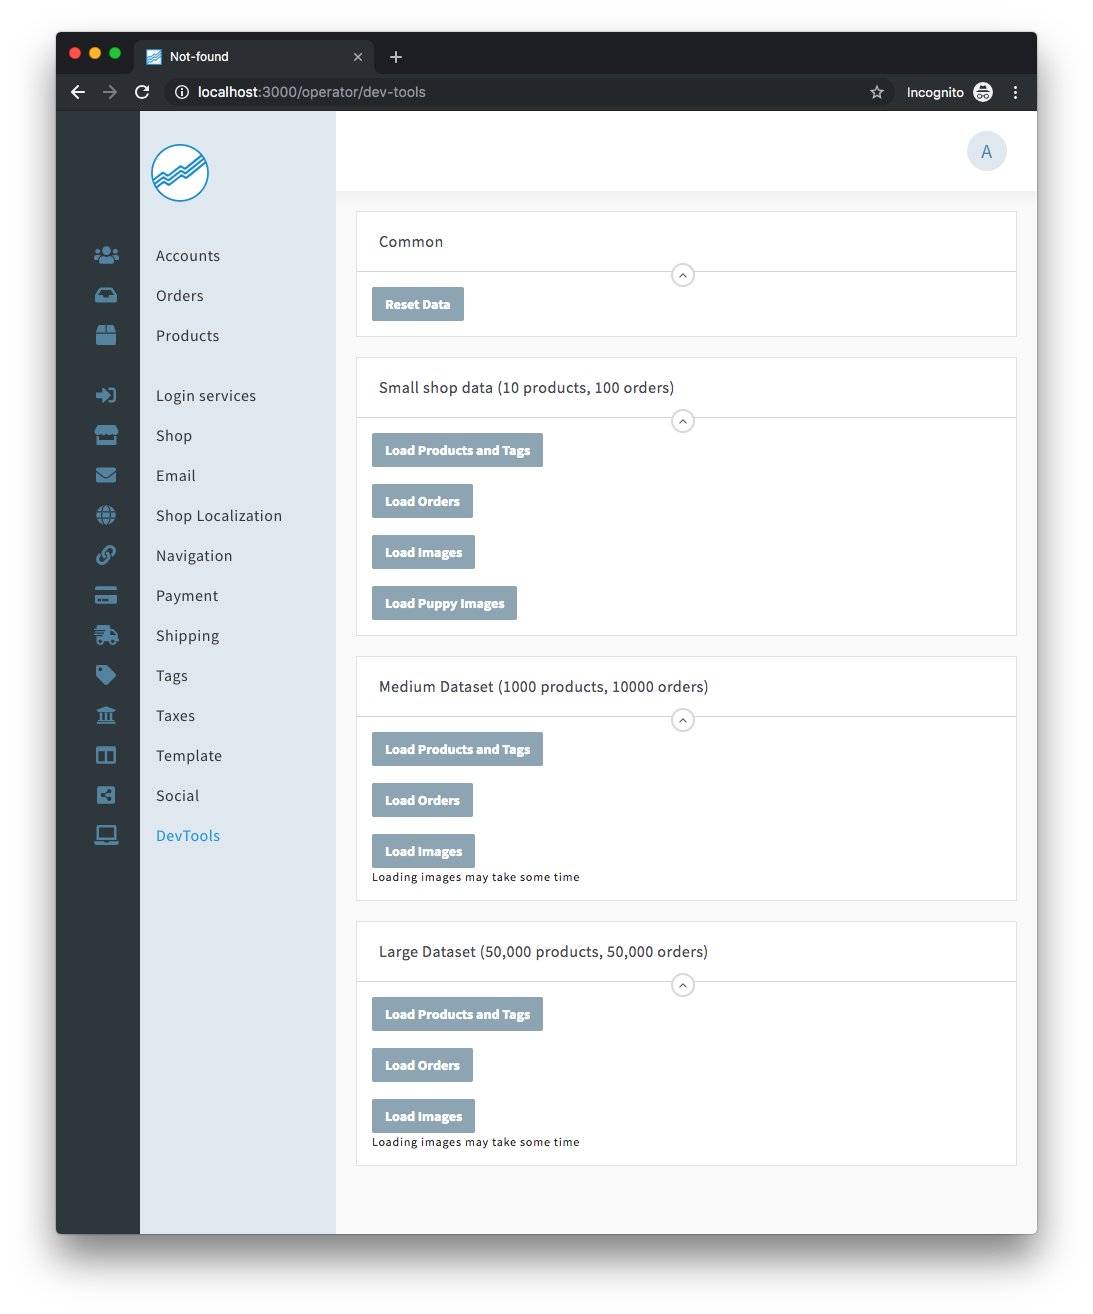 Not-found
localhost:3000/operator/dev-tools
Incognito
A
Accounts
Orders
Products
Login services
Shop
Email
Shop Localization
Navigation
Payment
Shipping
Tags
Taxes
Template
Social
DevTools
Common
Reset Data
Small shop data (10 products, 100 orders)
Load Products and Tags
Load Orders
Load Images
Load Puppy Images
Medium Dataset (1000 products, 10000 orders)
Load Products and Tags
Load Orders
Load Images
Loading images may take some time
Large Dataset (50,000 products, 50,000 orders)
Load Products and Tags
Load Orders
Load Images
Loading images may take some time